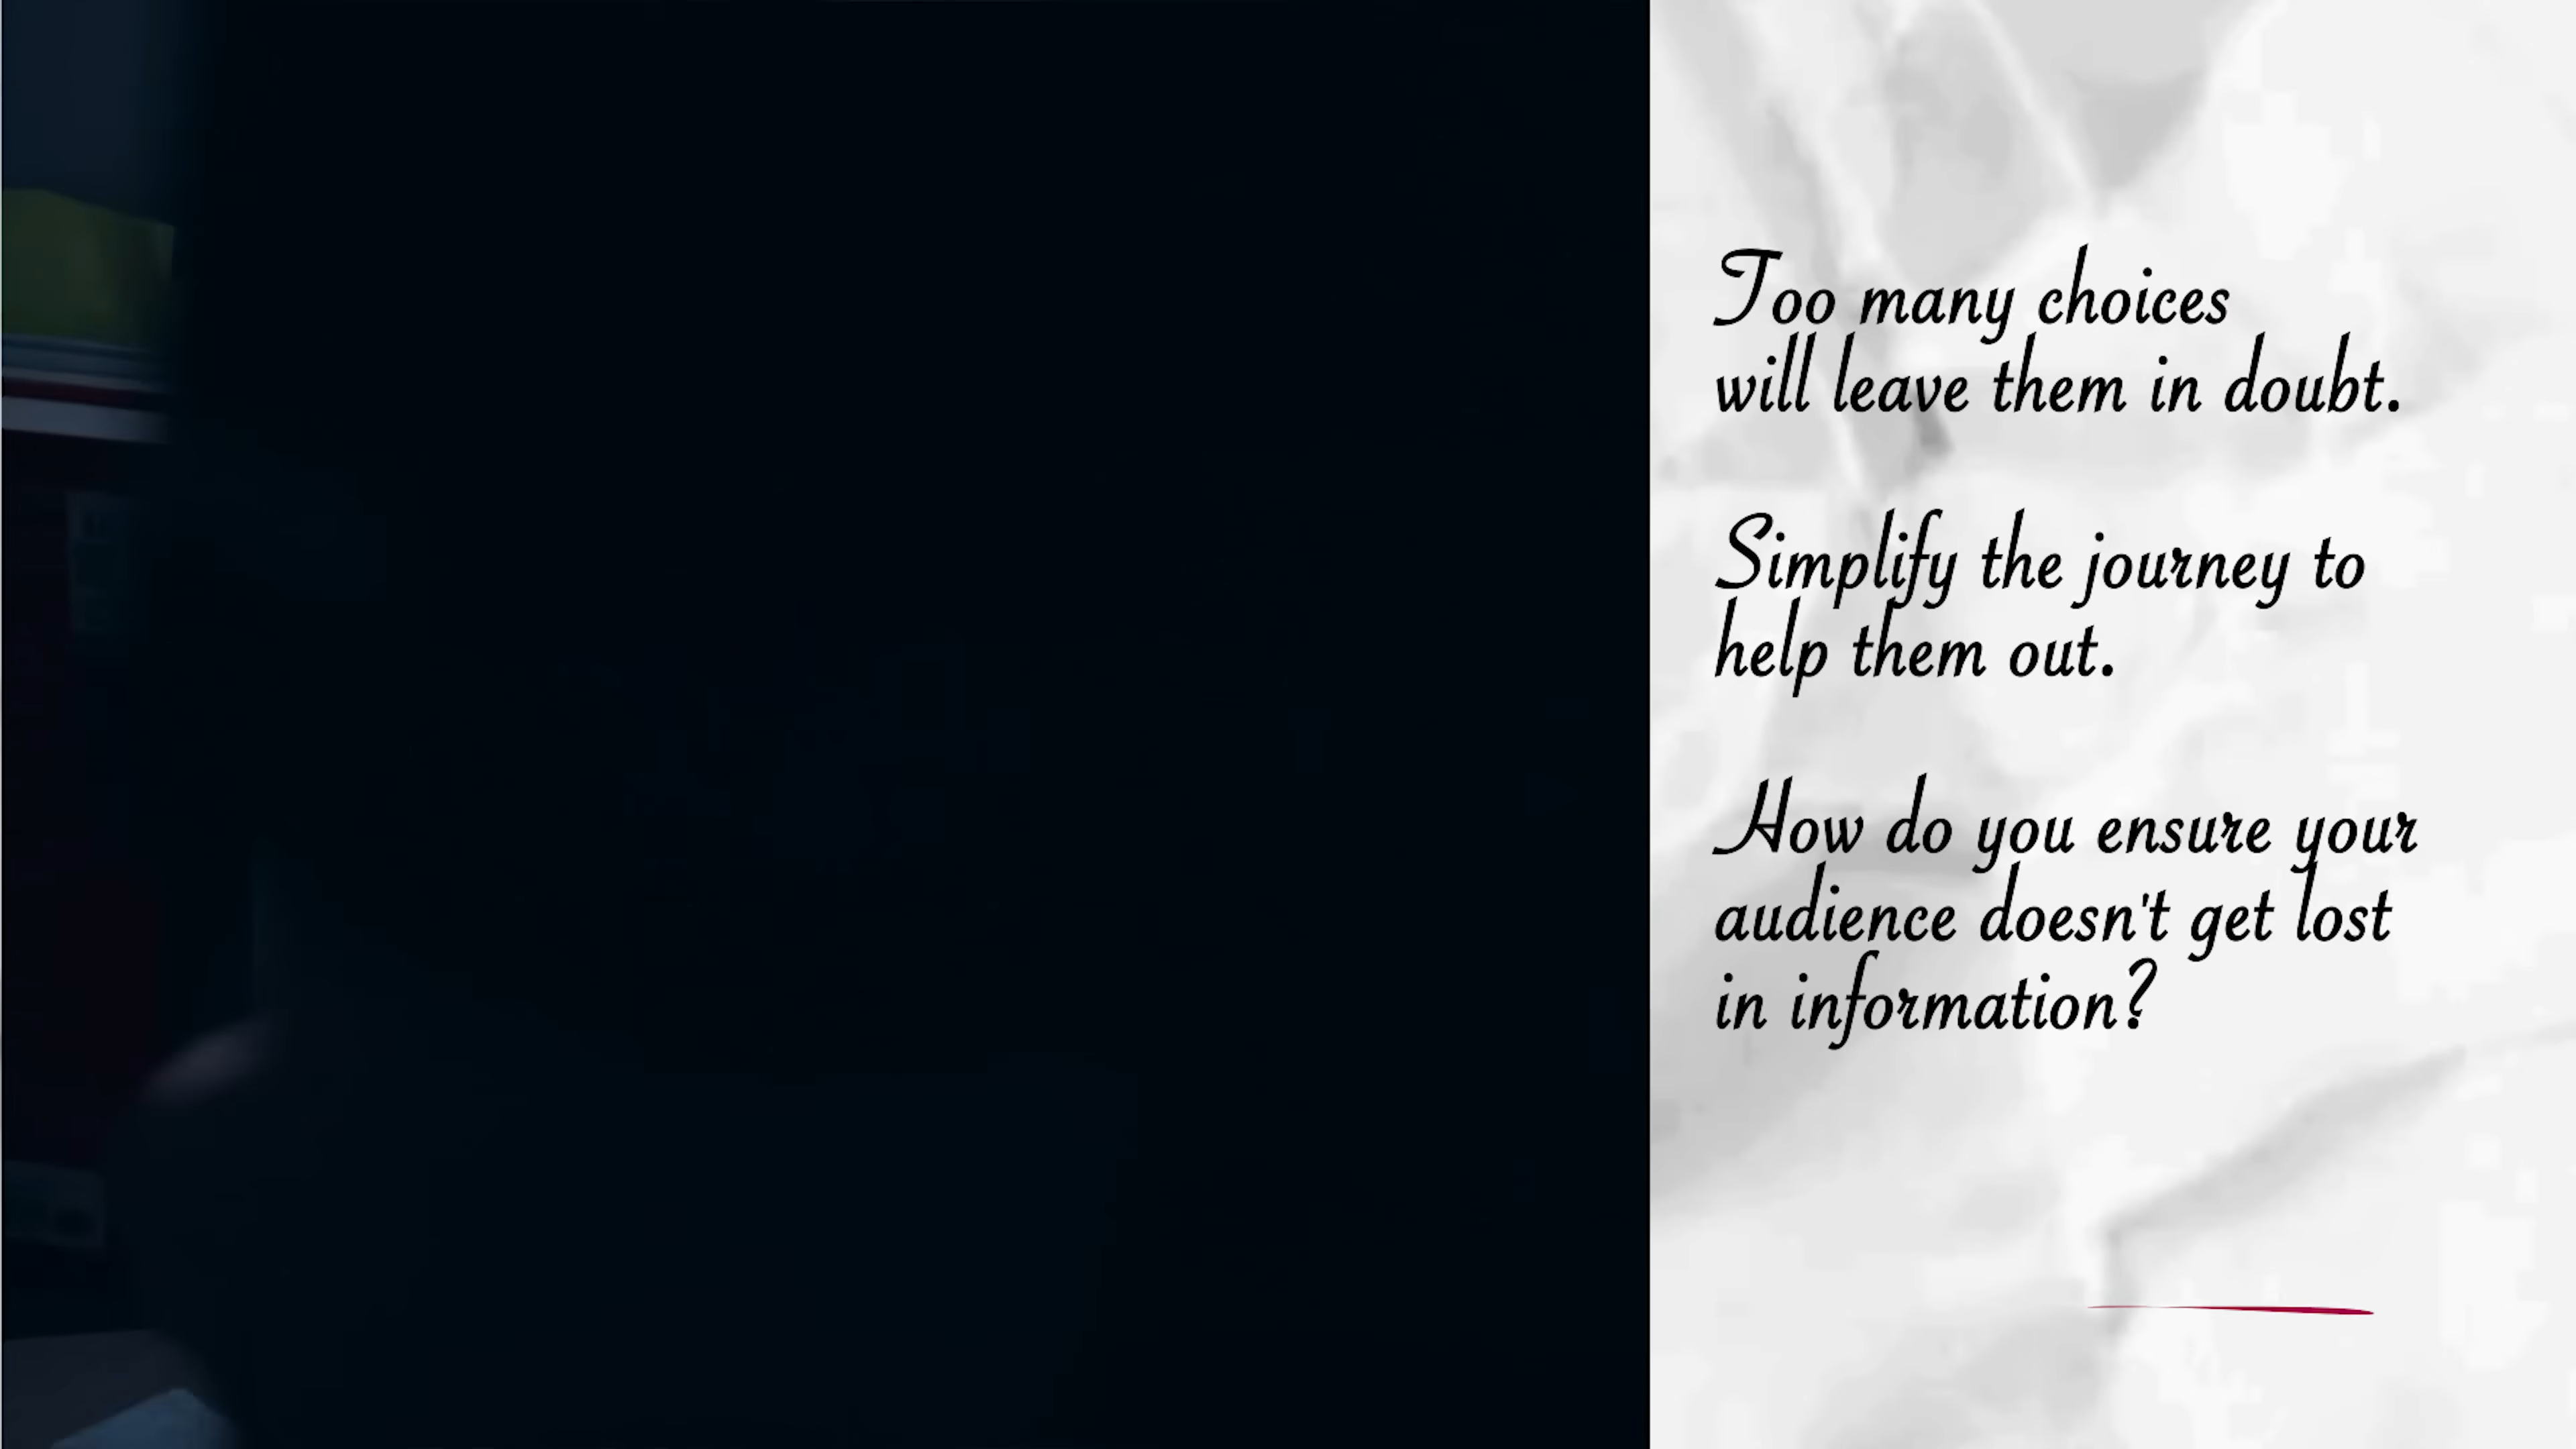 Too many choices
will leave them in doubt.
Simplify the journey to
help them out.
How do you ensure your
audience doesn't get lost
in information?